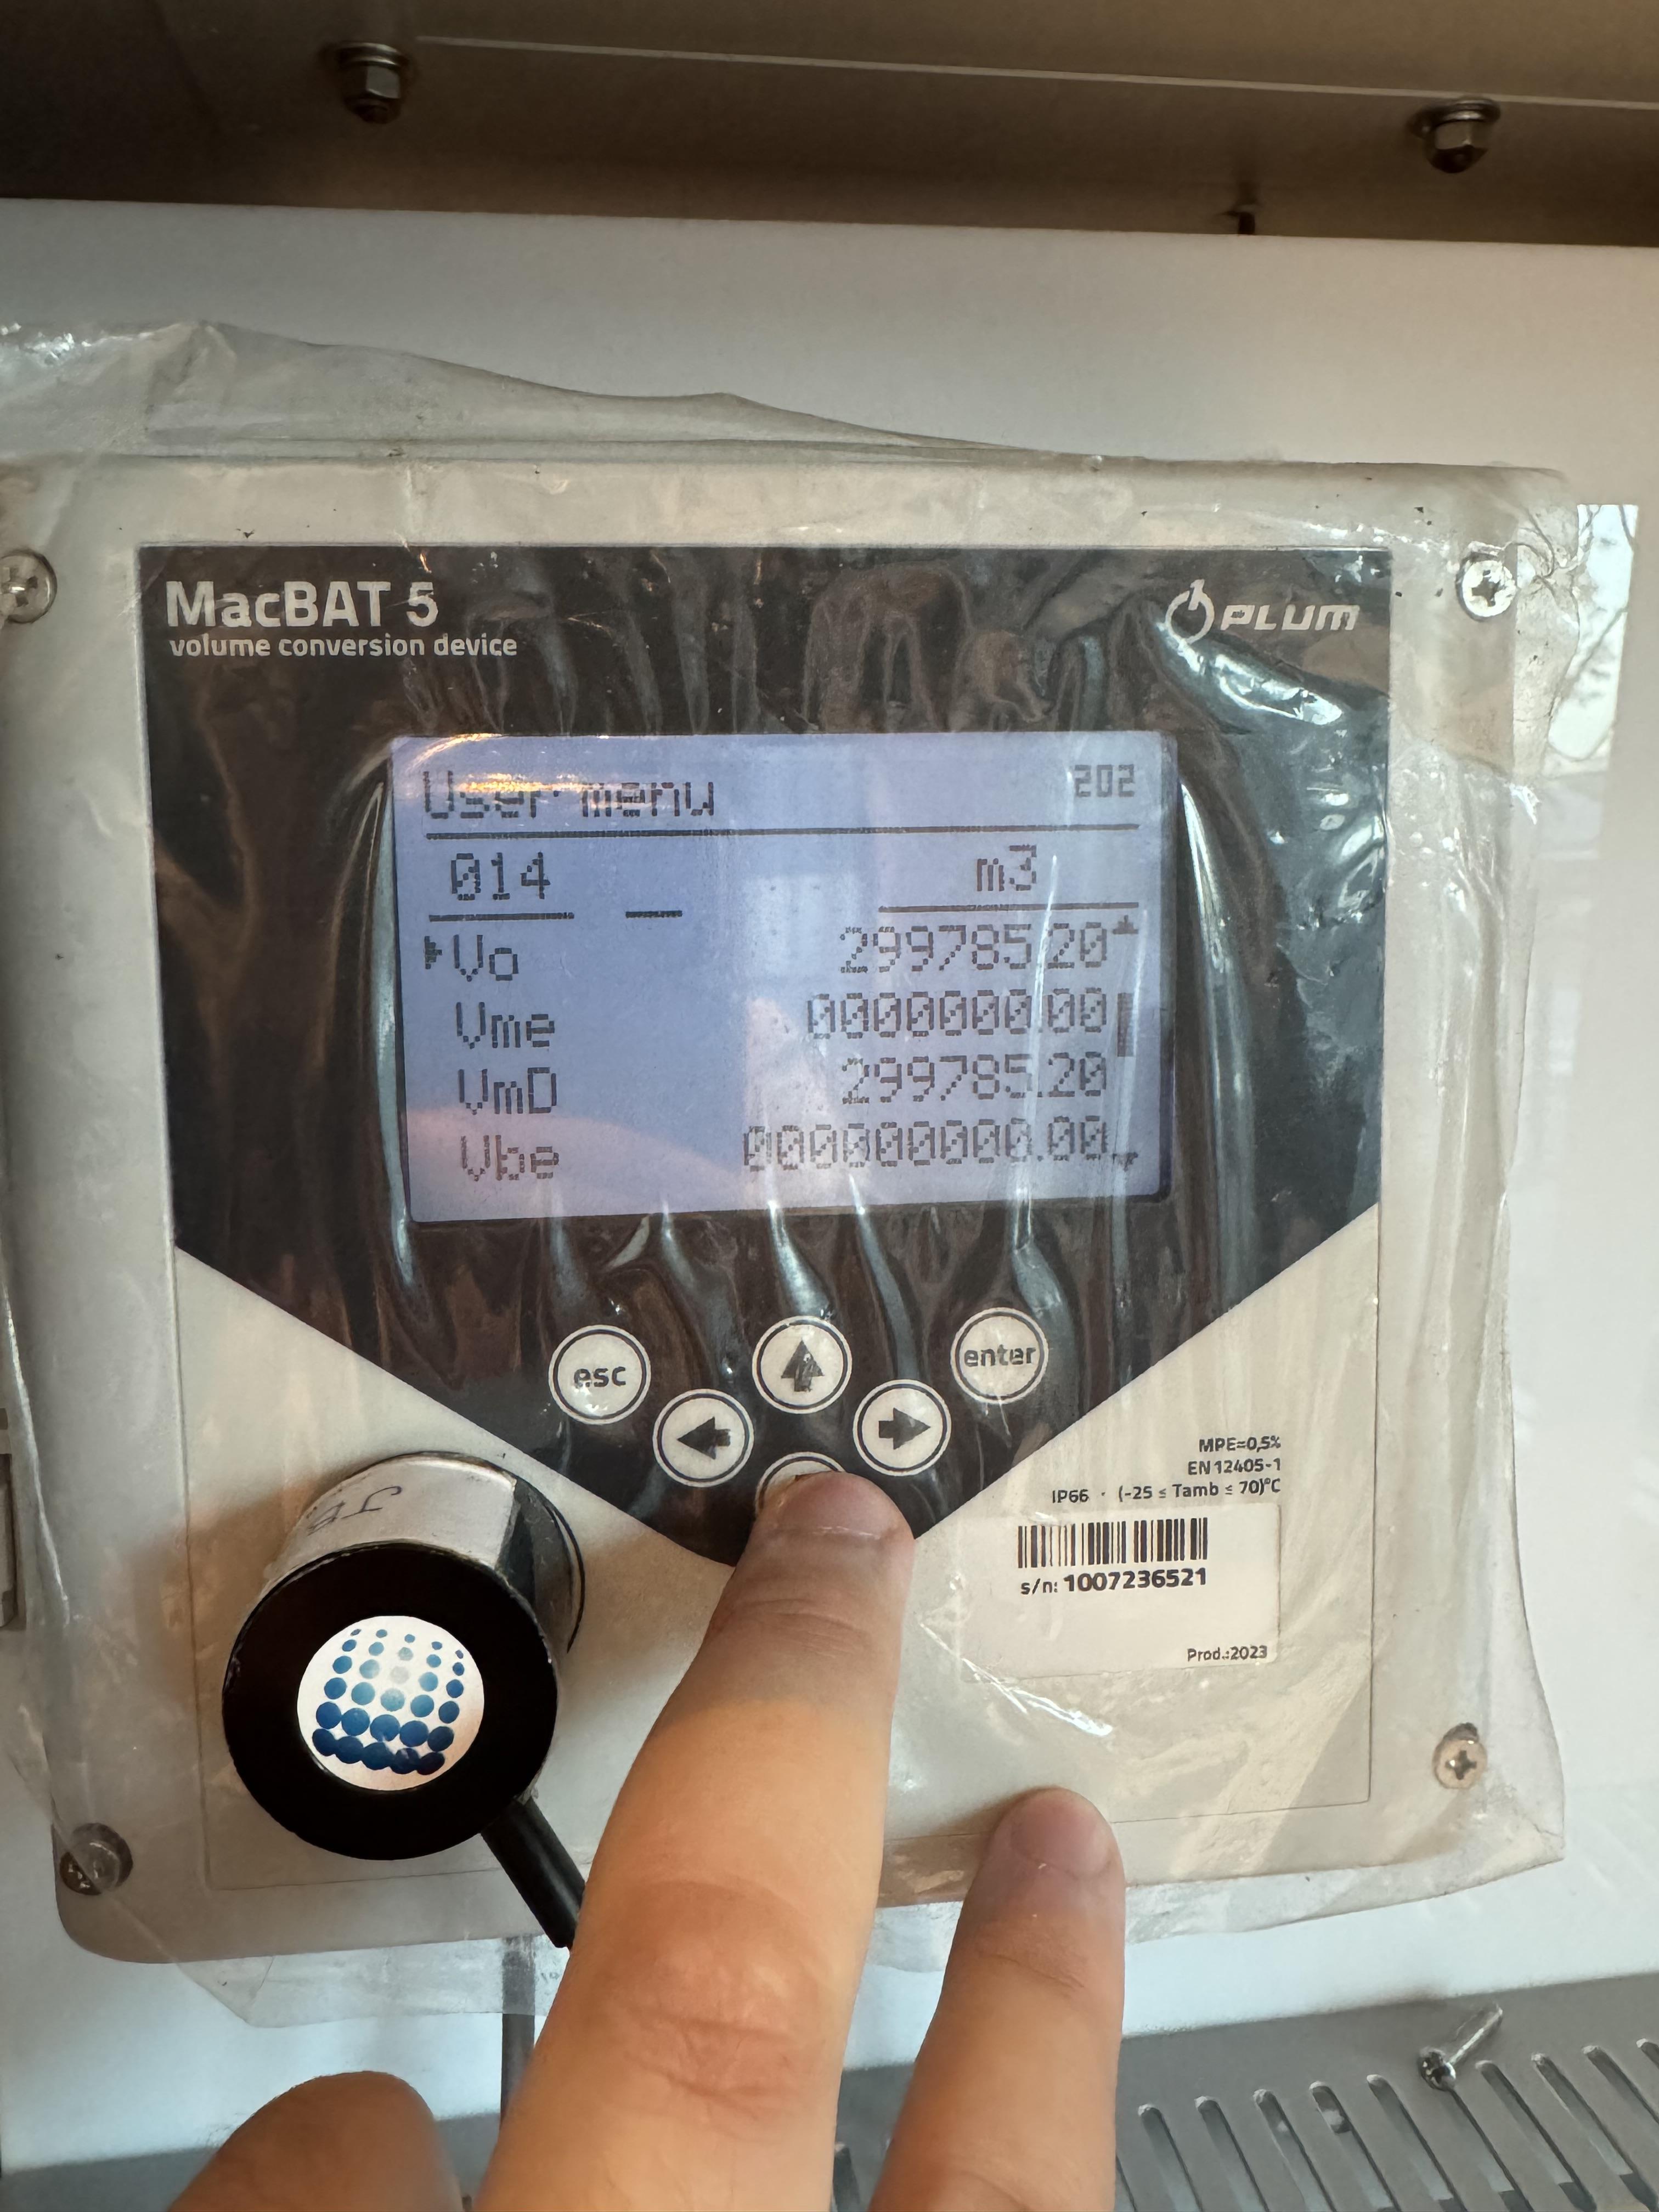 MacBAT 5
volume conversion device
PLUM
User menu 202
014 m3
Vo 299785.20
Vme 0000000.00
VmD 299785.20
Vbe 000000000.00
esc
enter
MPE=0,5%
EN 12405-1
IP66 · (-25 ≤ Tamb ≤ 70)°C
s/n: 1007236521
Prod.:2023